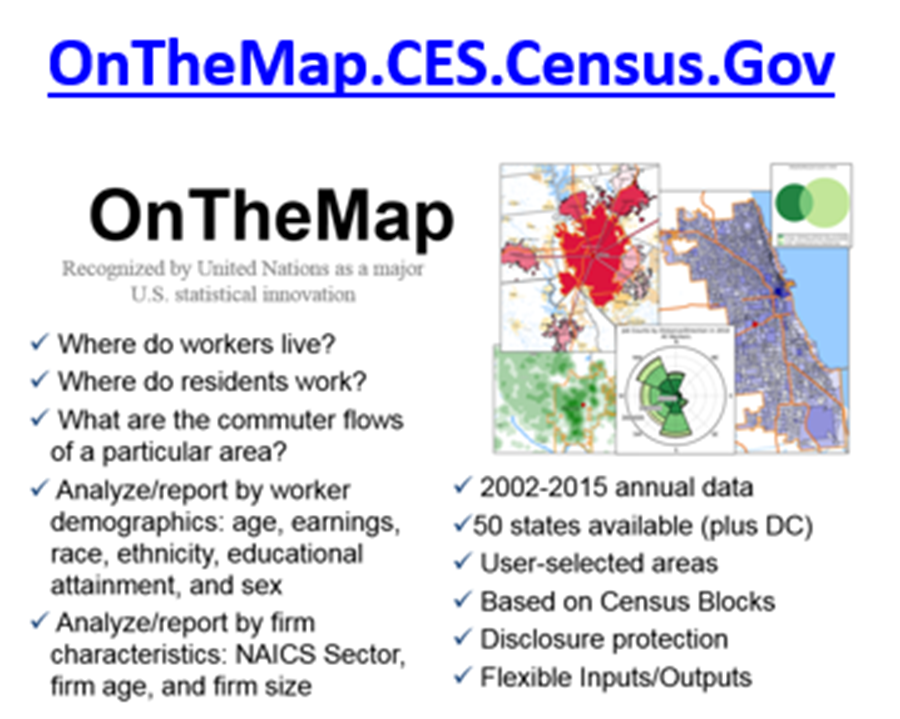 OnTheMap.CES.Census.Gov
OnTheMap
Recognized by United Nations as a major
U.S. statistical innovation
✓ Where do workers live?
✓ Where do residents work?
✓ What are the commuter flows
of a particular area?
✓ Analyze/report by worker
demographics: age, earnings,
race, ethnicity, educational
attainment, and sex
✓ Analyze/report by firm
characteristics: NAICS Sector,
firm age, and firm size
✓ 2002-2015 annual data
✓50 states available (plus DC)
✓ User-selected areas
✓ Based on Census Blocks
✓ Disclosure protection
✓ Flexible Inputs/Outputs